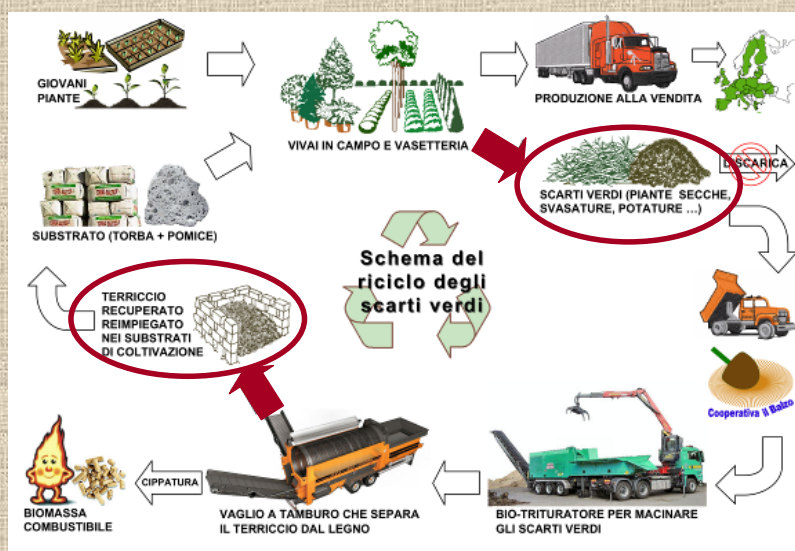 GIOVANI
PIANTE
VIVAI IN CAMPO E VASETTERIA
PRODUZIONE ALLA VENDITA
DISCARICA
SCARTI VERDI (PIANTE SECCHE,
SVASATURE, POTATURE ...)
SUBSTRATO (TORBA + POMICE)
Schema del
riciclo degli
scarti verdi
TERRICCIO
RECUPERATO
REIMPIEGATO
NEI SUBSTRATI
DI COLTIVAZIONE
Cooperativa il Balzo
CIPPATURA
BIOMASSA
COMBUSTIBILE
VAGLIO A TAMBURO CHE SEPARA
IL TERRICCIO DAL LEGNO
BIO-TRITURATORE PER MACINARE
GLI SCARTI VERDI